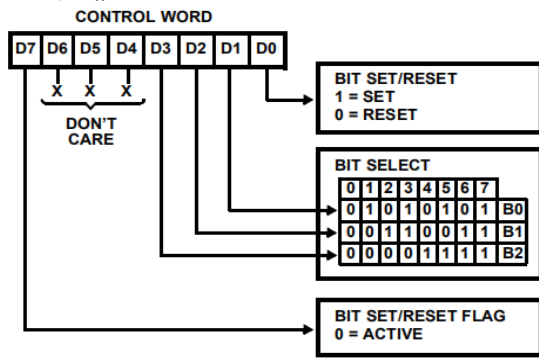 CONTROL WORD
D7 D6 D5 D4 D3 D2 D1 D0
X X X
DON'T
CARE
BIT SET/RESET
1 = SET
0 = RESET
BIT SELECT
0 1 2 3 4 5 6 7
0 1 0 1 0 1 0 1 B0
0 0 1 1 0 0 1 1 B1
0 0 0 0 1 1 1 1 B2
BIT SET/RESET FLAG
0 = ACTIVE